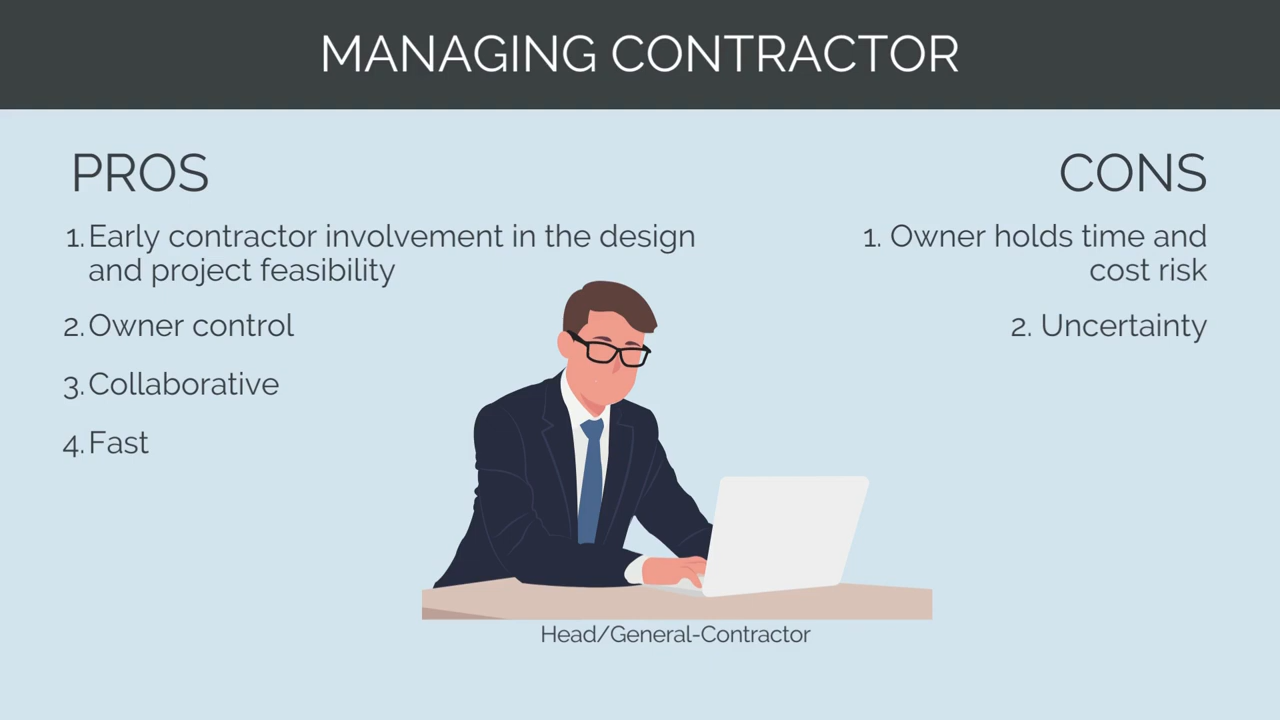 MANAGING CONTRACTOR
PROS
1. Early contractor involvement in the design
and project feasibility
2. Owner control
3. Collaborative
4. Fast
CONS
1. Owner holds time and
cost risk
2. Uncertainty
Head/General-Contractor